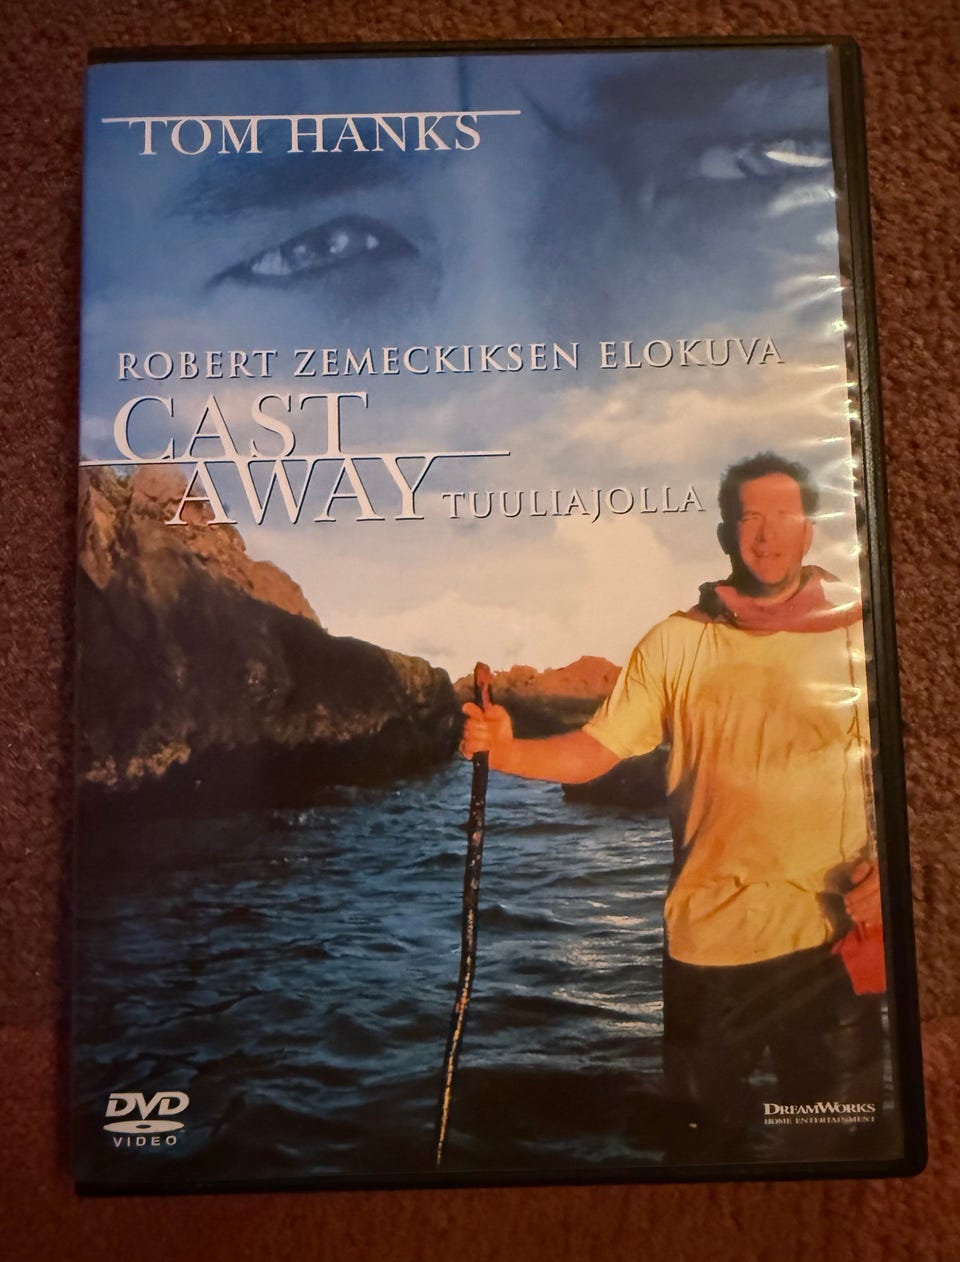 TOM HANKS
ROBERT ZEMECKIKSEN ELOKUVA
CAST
AWAY TUULIAJOLLA
DVD
VIDEO
DREAMWORKS
HOME ENTERTAINMENT